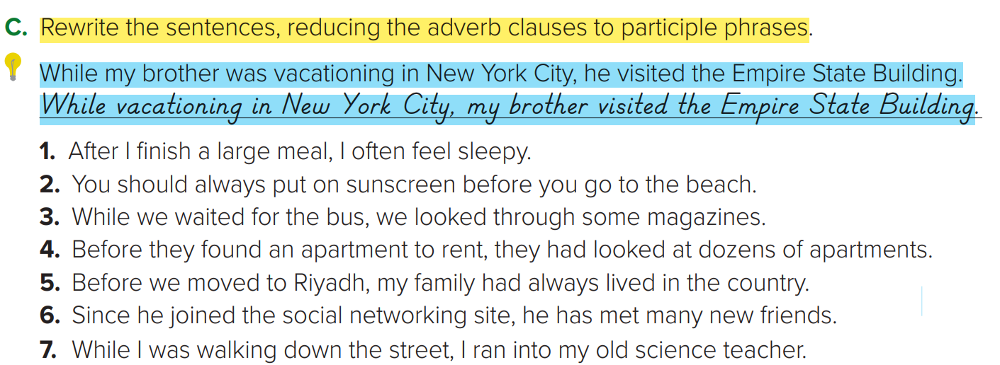 C. Rewrite the sentences, reducing the adverb clauses to participle phrases.
While my brother was vacationing in New York City, he visited the Empire State Building.
While vacationing in New York City, my brother visited the Empire State Building.
1. After I finish a large meal, I often feel sleepy.
2. You should always put on sunscreen before you go to the beach.
3. While we waited for the bus, we looked through some magazines.
4. Before they found an apartment to rent, they had looked at dozens of apartments.
5. Before we moved to Riyadh, my family had always lived in the country.
6. Since he joined the social networking site, he has met many new friends.
7. While I was walking down the street, I ran into my old science teacher.